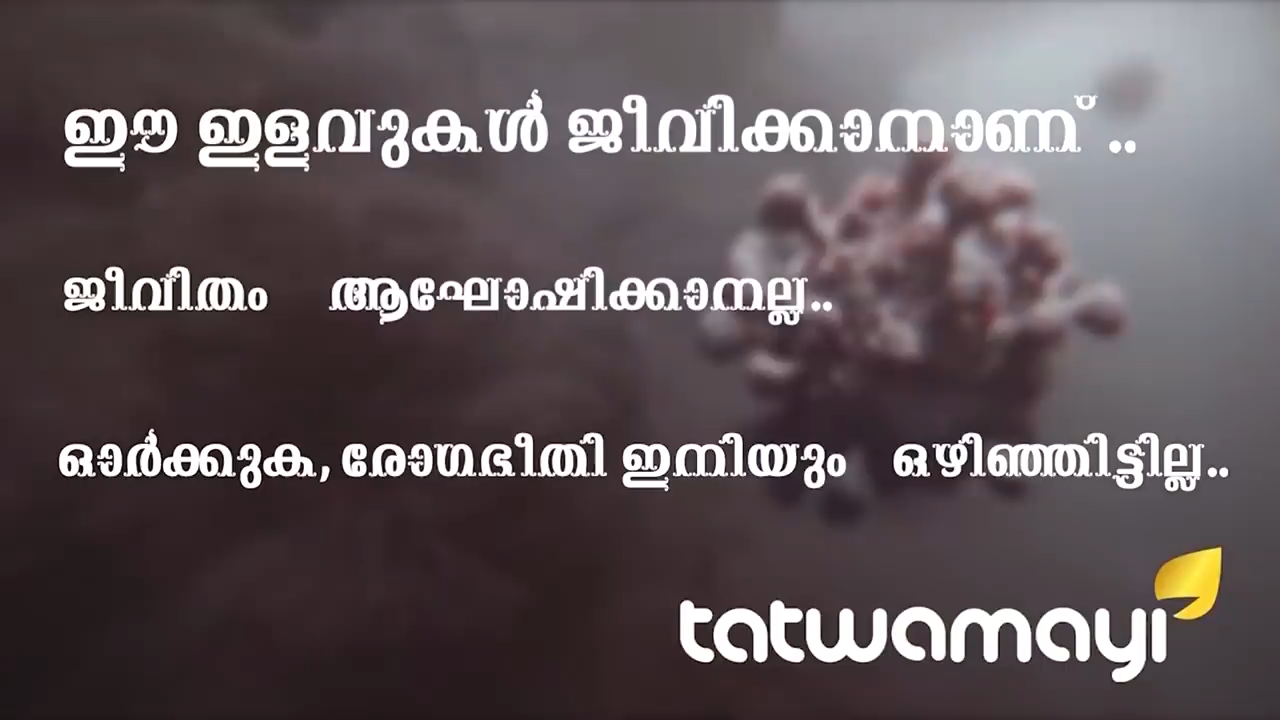 ഈ ഇളവുകൾ ജീവിക്കാനാണ് ..
ജീവിതം ആഘോഷിക്കാനല്ല..
ഓർക്കുക, രോഗഭീതി ഇനിയും ഒഴിഞ്ഞിട്ടില്ല..
tatwamayi